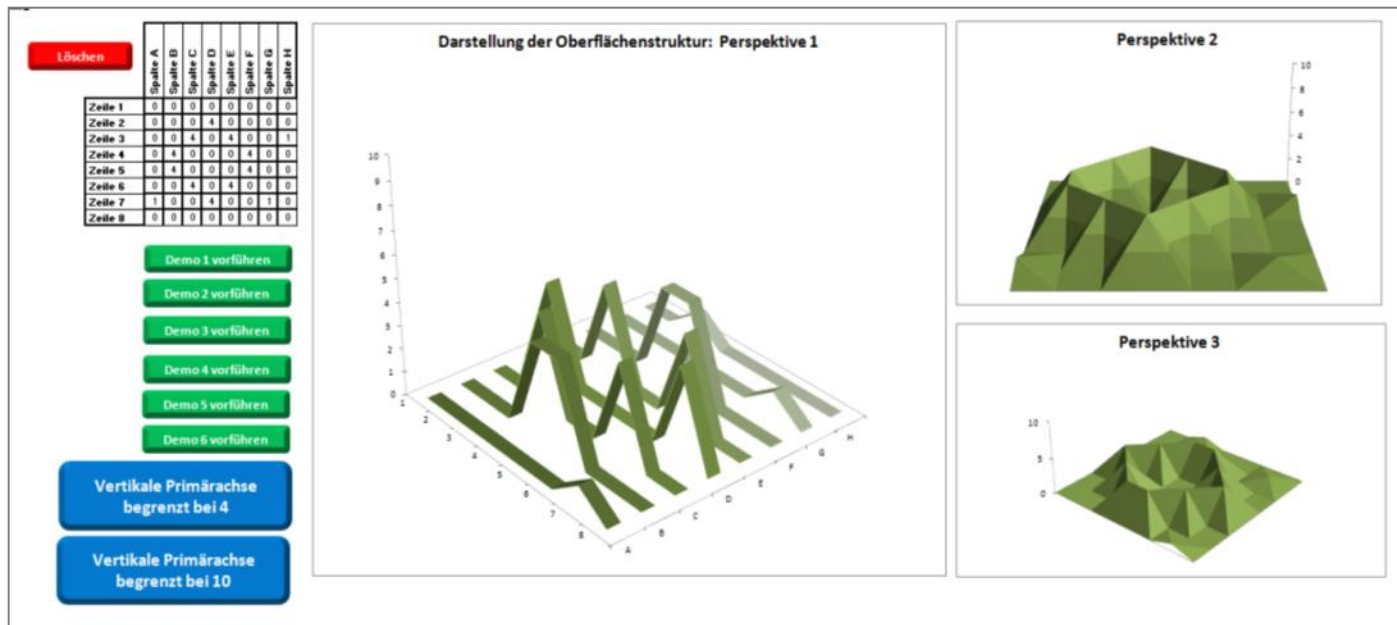 Löschen
Spalte A
Spalte B
Spalte C
Spalte D
Spalte E
Spalte F
Spalte G
Spalte H
Zeile 1 0 0 0 0 0 0 0 0
Zeile 2 0 0 0 4 0 0 0 0
Zeile 3 0 0 4 0 4 0 0 1
Zeile 4 0 4 0 0 0 4 0 0
Zeile 5 0 4 0 0 0 4 0 0
Zeile 6 0 0 4 0 4 0 0 0
Zeile 7 1 0 0 4 0 0 1 0
Zeile 8 0 0 0 0 0 0 0 0
Demo 1 vorführen
Demo 2 vorführen
Demo 3 vorführen
Demo 4 vorführen
Demo 5 vorführen
Demo 6 vorführen
Vertikale Primärachse
begrenzt bei 4
Vertikale Primärachse
begrenzt bei 10
Darstellung der Oberflächenstruktur: Perspektive 1
10
9
8
7
6
5
4
3
2
1
0
1
2
3
4
5
6
7
8
A
B
C
D
E
F
G
H
Perspektive 2
10
8
6
4
2
0
Perspektive 3
10
5
0